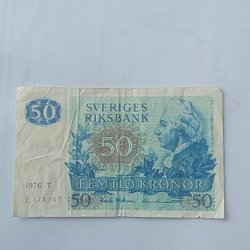 50
SVERIGES
RIKSBANK
50
1976 T
FEMTIO KRONOR
50
50